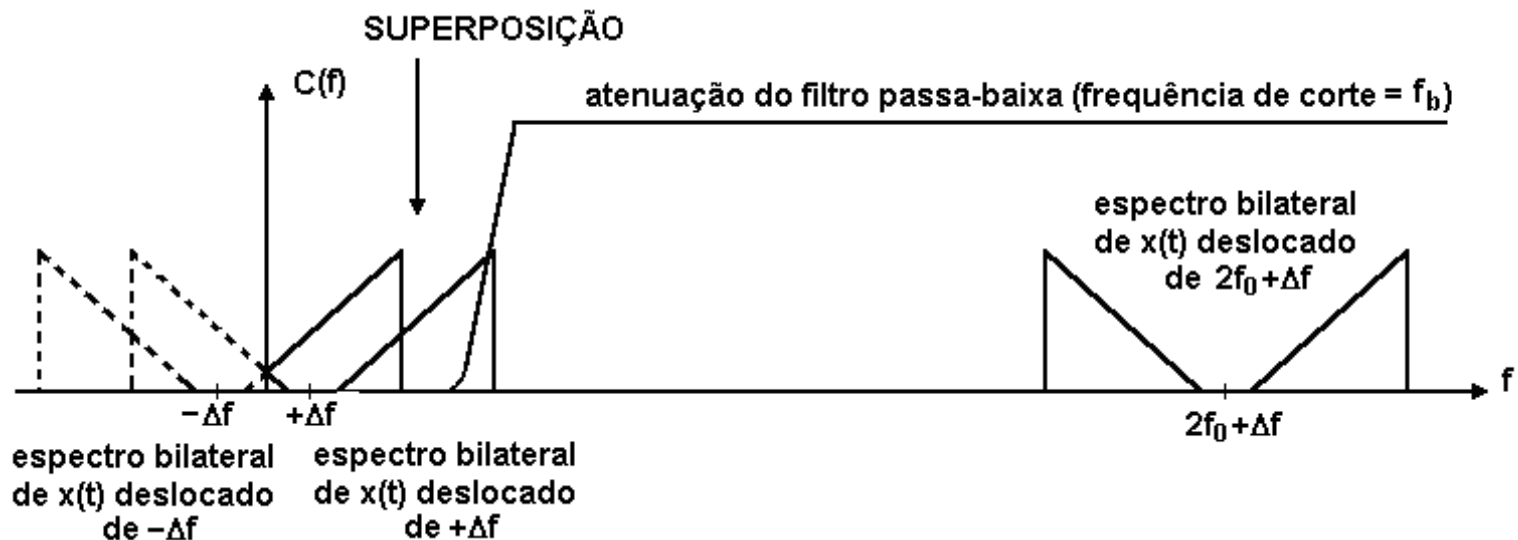 SUPERPOSIÇÃO
C(f)
atenuação do filtro passa-baixa (frequência de corte = f_b)
espectro bilateral
de x(t) deslocado
de 2f₀+Δf
f
−Δf
+Δf
2f₀+Δf
espectro bilateral
de x(t) deslocado
de −Δf
espectro bilateral
de x(t) deslocado
de +Δf